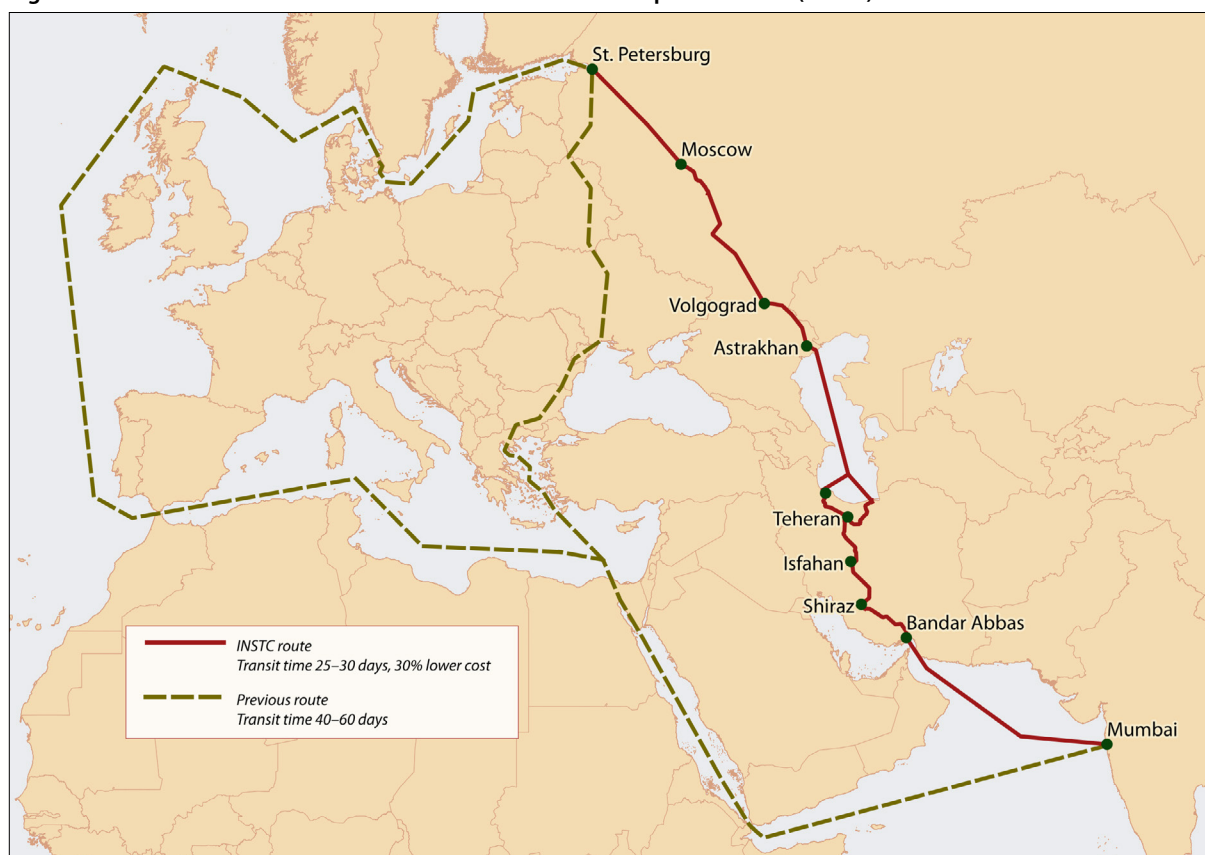 St. Petersburg
Moscow
Volgograd
Astrakhan
Teheran
Isfahan
Shiraz
Bandar Abbas
INSTC route
Transit time 25–30 days, 30% lower cost
Previous route
Transit time 40–60 days
Mumbai